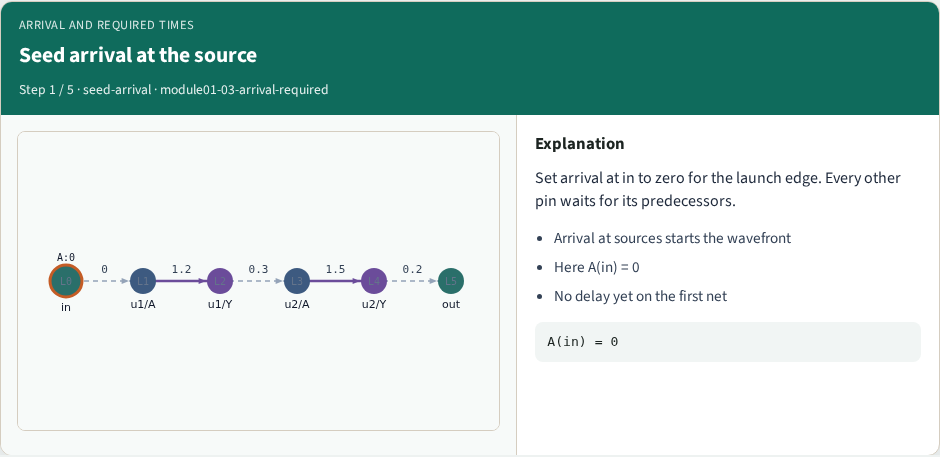 ARRIVAL AND REQUIRED TIMES
Seed arrival at the source
Step 1 / 5 · seed-arrival · module01-03-arrival-required
A:0
0 1.2 0.3 1.5 0.2
L0 L1 L2 L3 L4 L5
in u1/A u1/Y u2/A u2/Y out
Explanation
Set arrival at in to zero for the launch edge. Every other
pin waits for its predecessors.
• Arrival at sources starts the wavefront
• Here A(in) = 0
• No delay yet on the first net
A(in) = 0